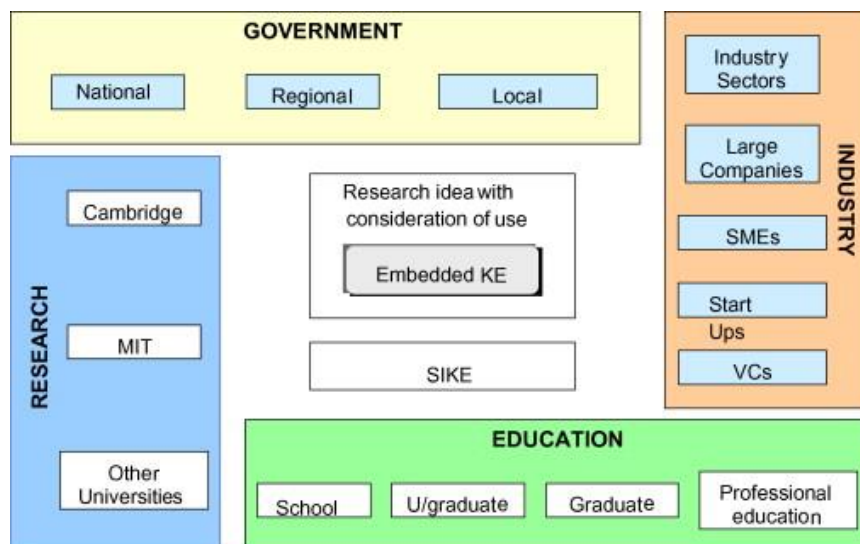 GOVERNMENT
National
Regional
Local
RESEARCH
Cambridge
MIT
Other
Universities
Research idea with
consideration of use
Embedded KE
SIKE
INDUSTRY
Industry
Sectors
Large
Companies
SMEs
Start
Ups
VCs
EDUCATION
School
U/graduate
Graduate
Professional
education